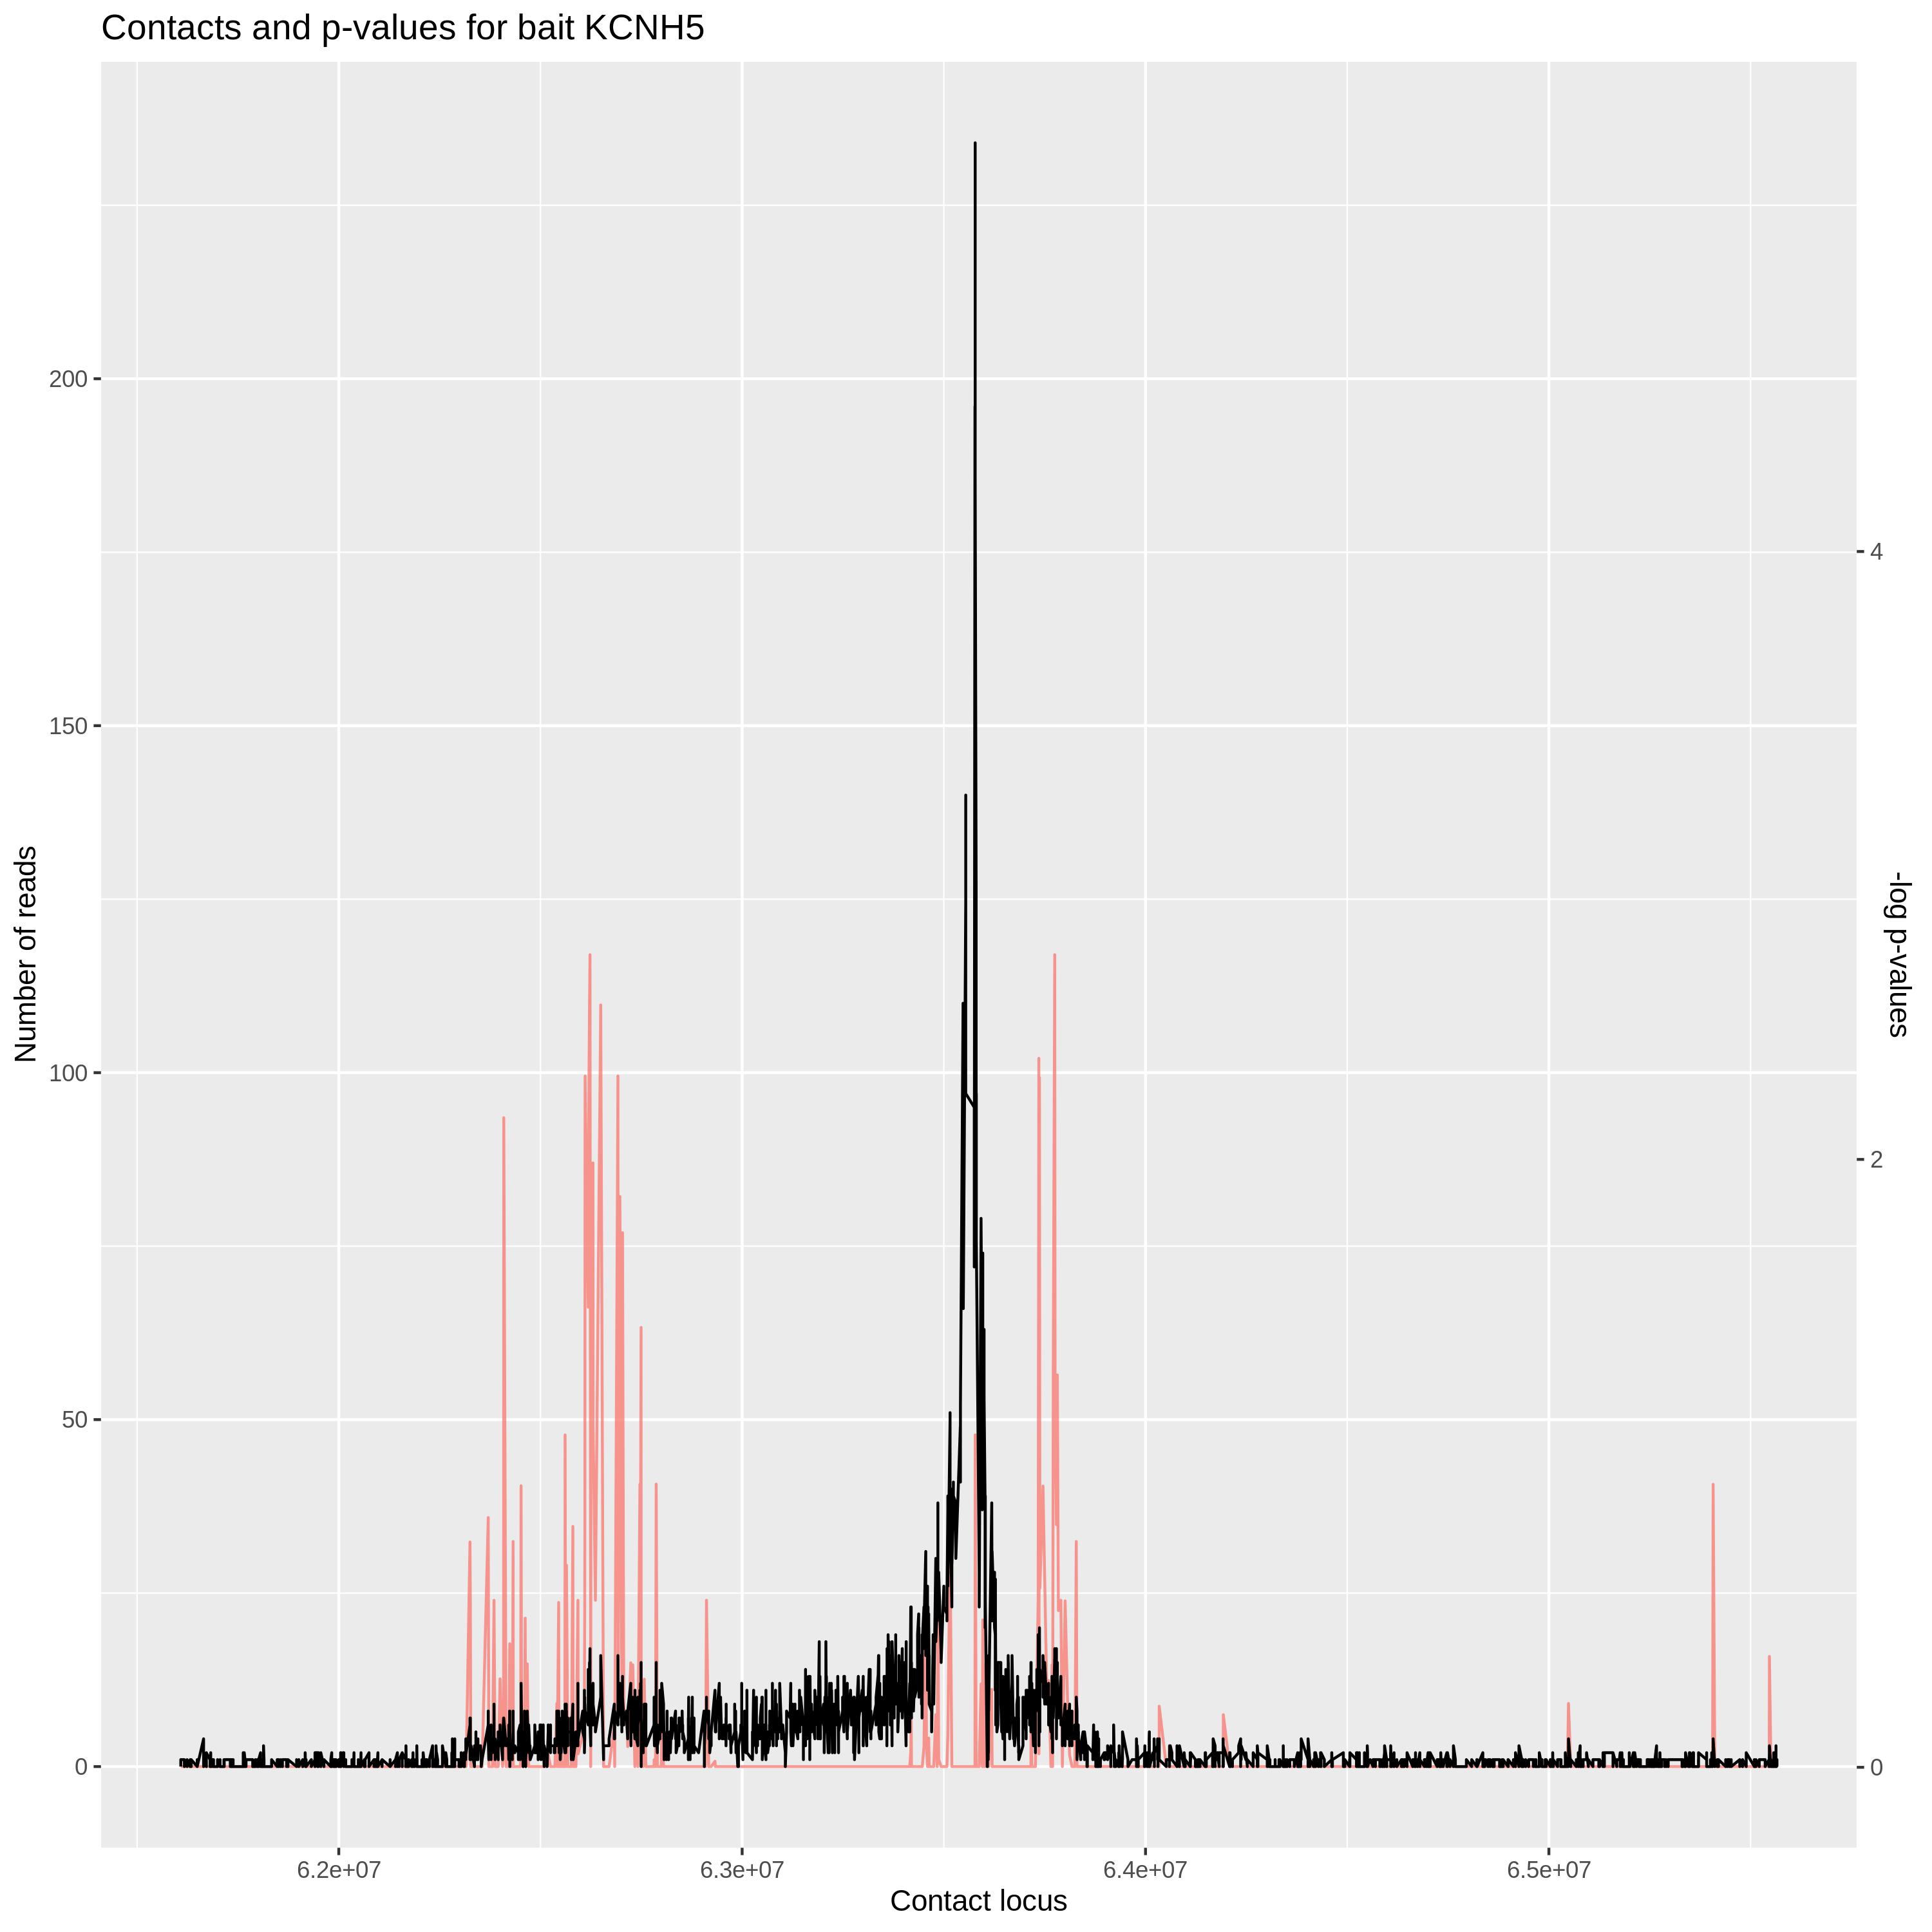 Contacts and p-values for bait KCNH5
200
150
100
50
0
Number of reads
4
2
0
-log p-values
6.2e+07
6.3e+07
6.4e+07
6.5e+07
Contact locus